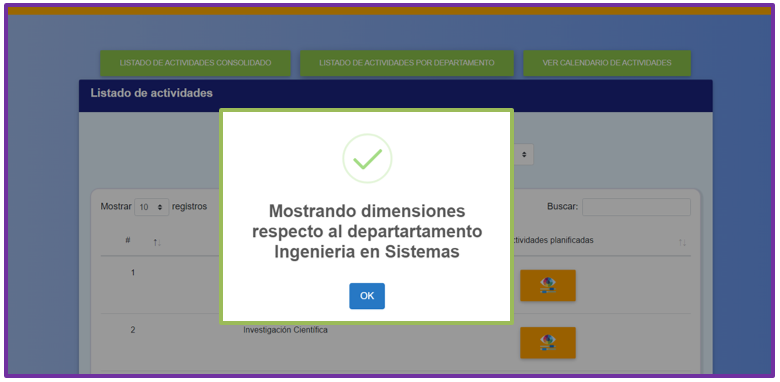 LISTADO DE ACTIVIDADES CONSOLIDADO
LISTADO DE ACTIVIDADES POR DEPARTAMENTO
VER CALENDARIO DE ACTIVIDADES
Listado de actividades
Mostrando dimensiones
respecto al departartamento
Ingenieria en Sistemas
OK
Mostrar 10 registros
Buscar:
#
ctividades planificadas
1
2
Investigación Científica